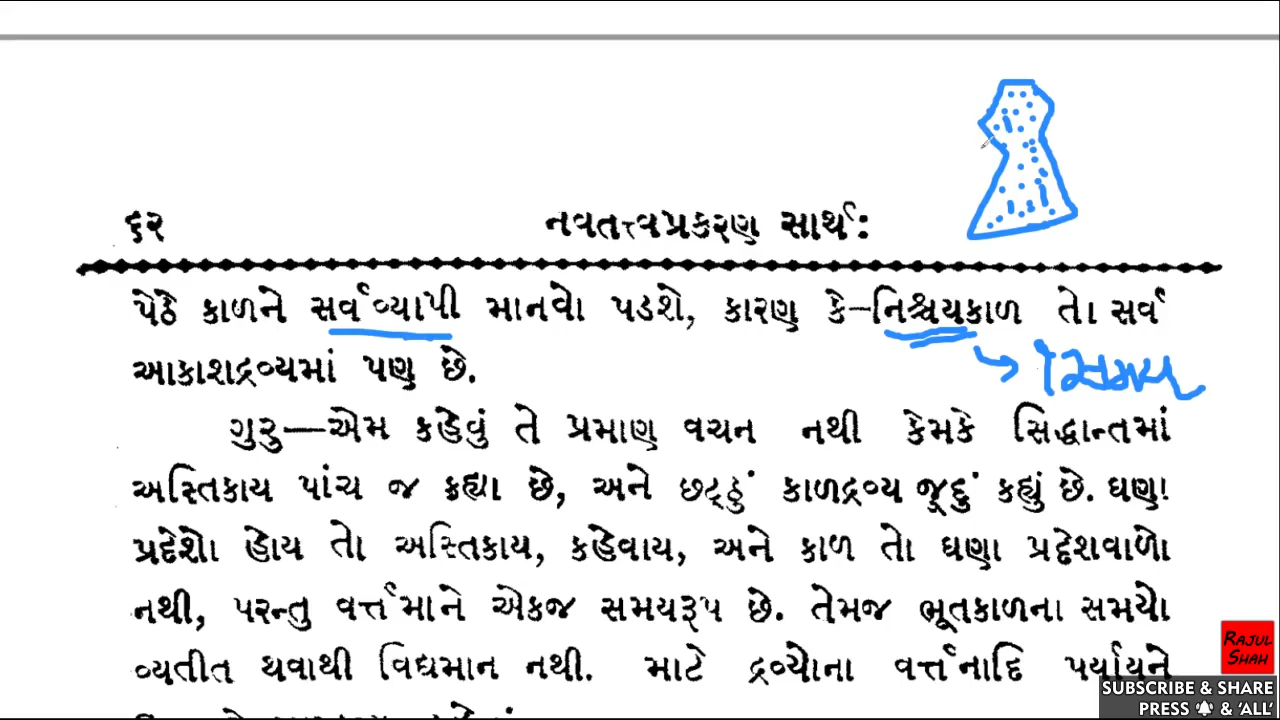 ૬૨ નવતત્ત્વપ્રકરણ સાર્થઃ
પેઠે કાળને સર્વવ્યાપી માનવો પડશે, કારણ કે-નિશ્ચયકાળ તો સર્વ
આકાશદ્રવ્યમાં પણ છે.
સમય
ગુરુ—એમ કહેવું તે પ્રમાણ વચન નથી કેમકે સિદ્ધાન્તમાં
અસ્તિકાય પાંચ જ કહ્યા છે, અને છટ્ઠું કાળદ્રવ્ય જૂદું કહ્યું છે. ઘણા
પ્રદેશો હોય તો અસ્તિકાય, કહેવાય, અને કાળ તો ઘણા પ્રદેશવાળો
નથી, પરન્તુ વર્ત્તમાને એકજ સમયરૂપ છે. તેમજ ભૂતકાળના સમયો
વ્યતીત થવાથી વિદ્યમાન નથી. માટે દ્રવ્યોના વર્ત્તનાદિ પર્યાયને
RAJUL
SHAH
SUBSCRIBE & SHARE
PRESS & 'ALL'